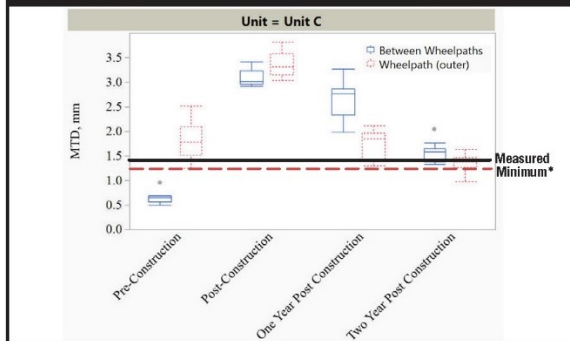 Unit = Unit C
Between Wheelpaths
Wheelpath (outer)
MTD, mm
3.5
3.0
2.5
2.0
1.5
1.0
0.5
0.0
Measured
Minimum*
Pre-Construction
Post-Construction
One Year Post Construction
Two Year Post Construction